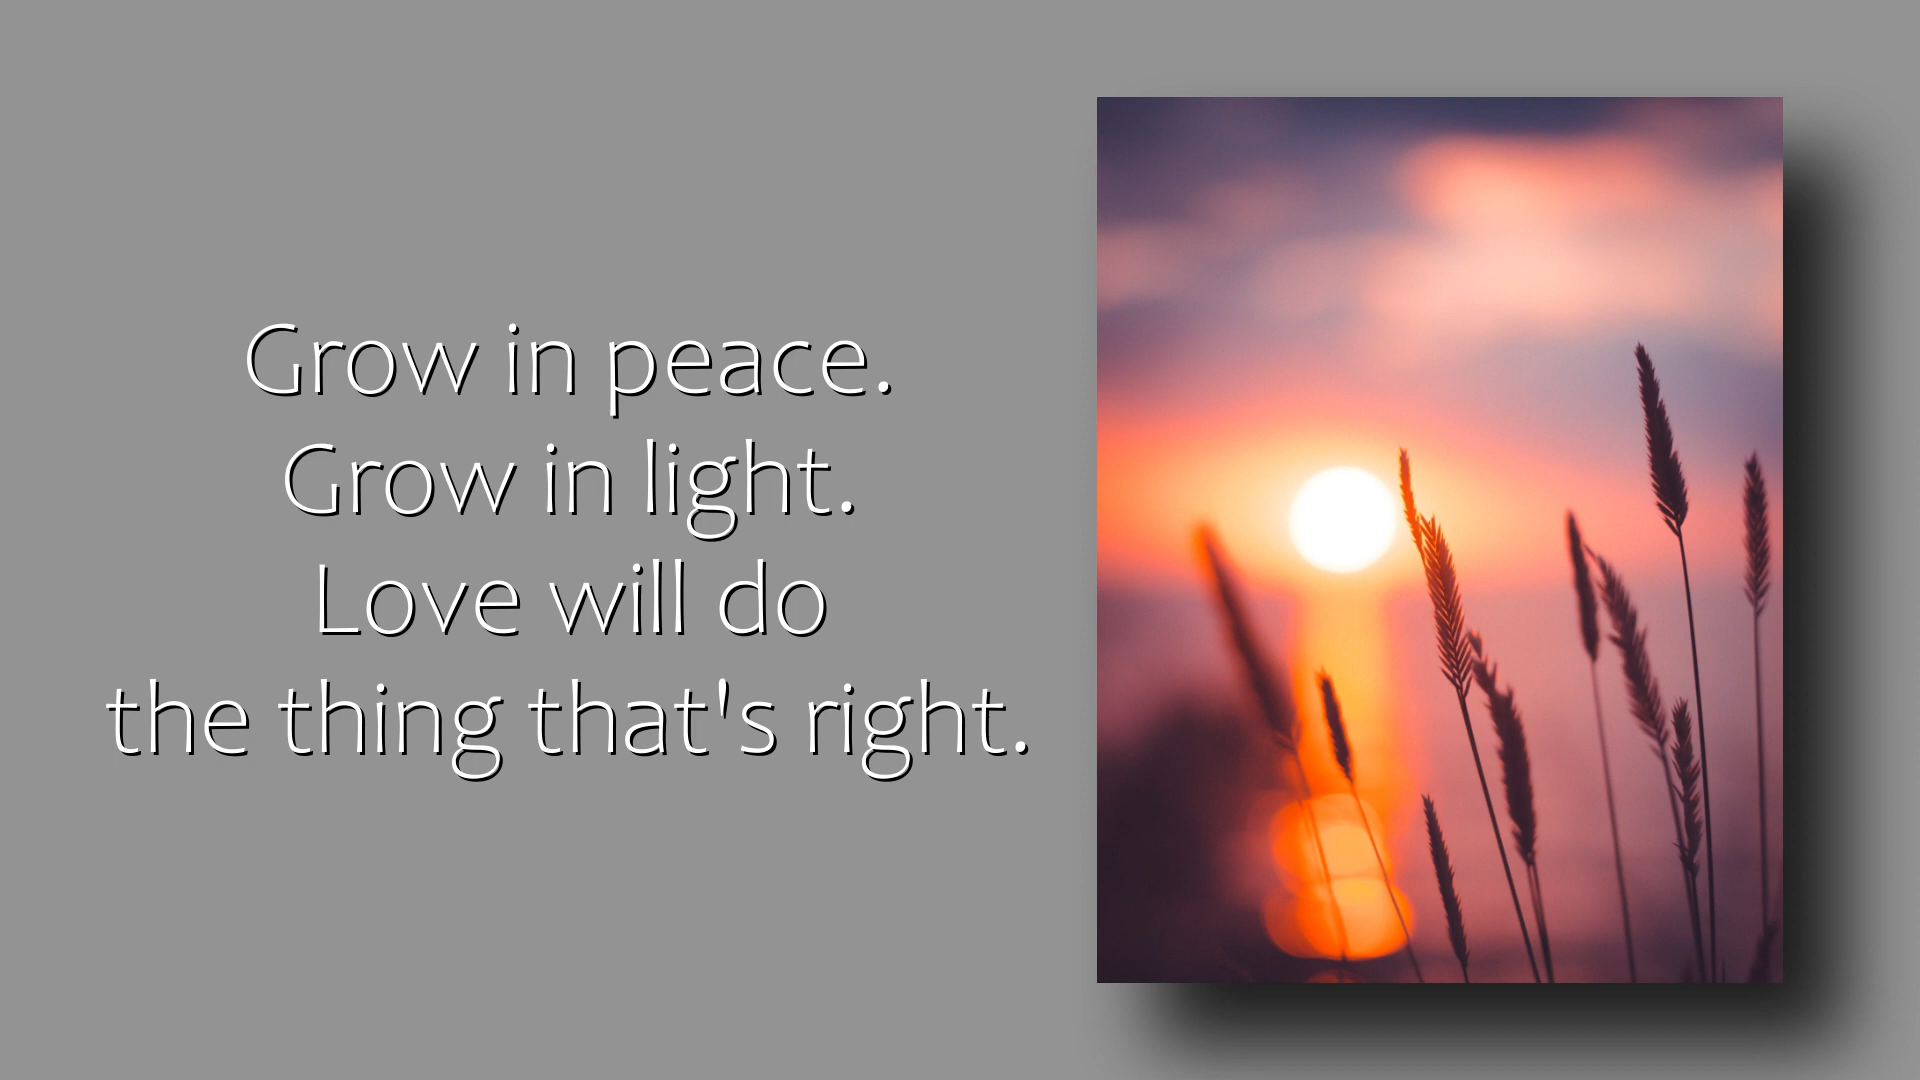 Grow in peace.
Grow in light.
Love will do
the thing that's right.